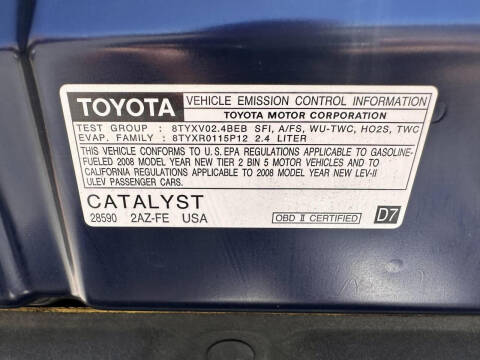 TOYOTA VEHICLE EMISSION CONTROL INFORMATION
TOYOTA MOTOR CORPORATION
TEST GROUP : 8TYXV02.4BEB SFI, A/FS, WU-TWC, HO2S, TWC
EVAP. FAMILY : 8TYXR0115P12 2.4 LITER
THIS VEHICLE CONFORMS TO U.S. EPA REGULATIONS APPLICABLE TO GASOLINE-
FUELED 2008 MODEL YEAR NEW TIER 2 BIN 5 MOTOR VEHICLES AND TO
CALIFORNIA REGULATIONS APPLICABLE TO 2008 MODEL YEAR NEW LEV-II
ULEV PASSENGER CARS.
CATALYST
28590 2AZ-FE USA OBD II CERTIFIED D7